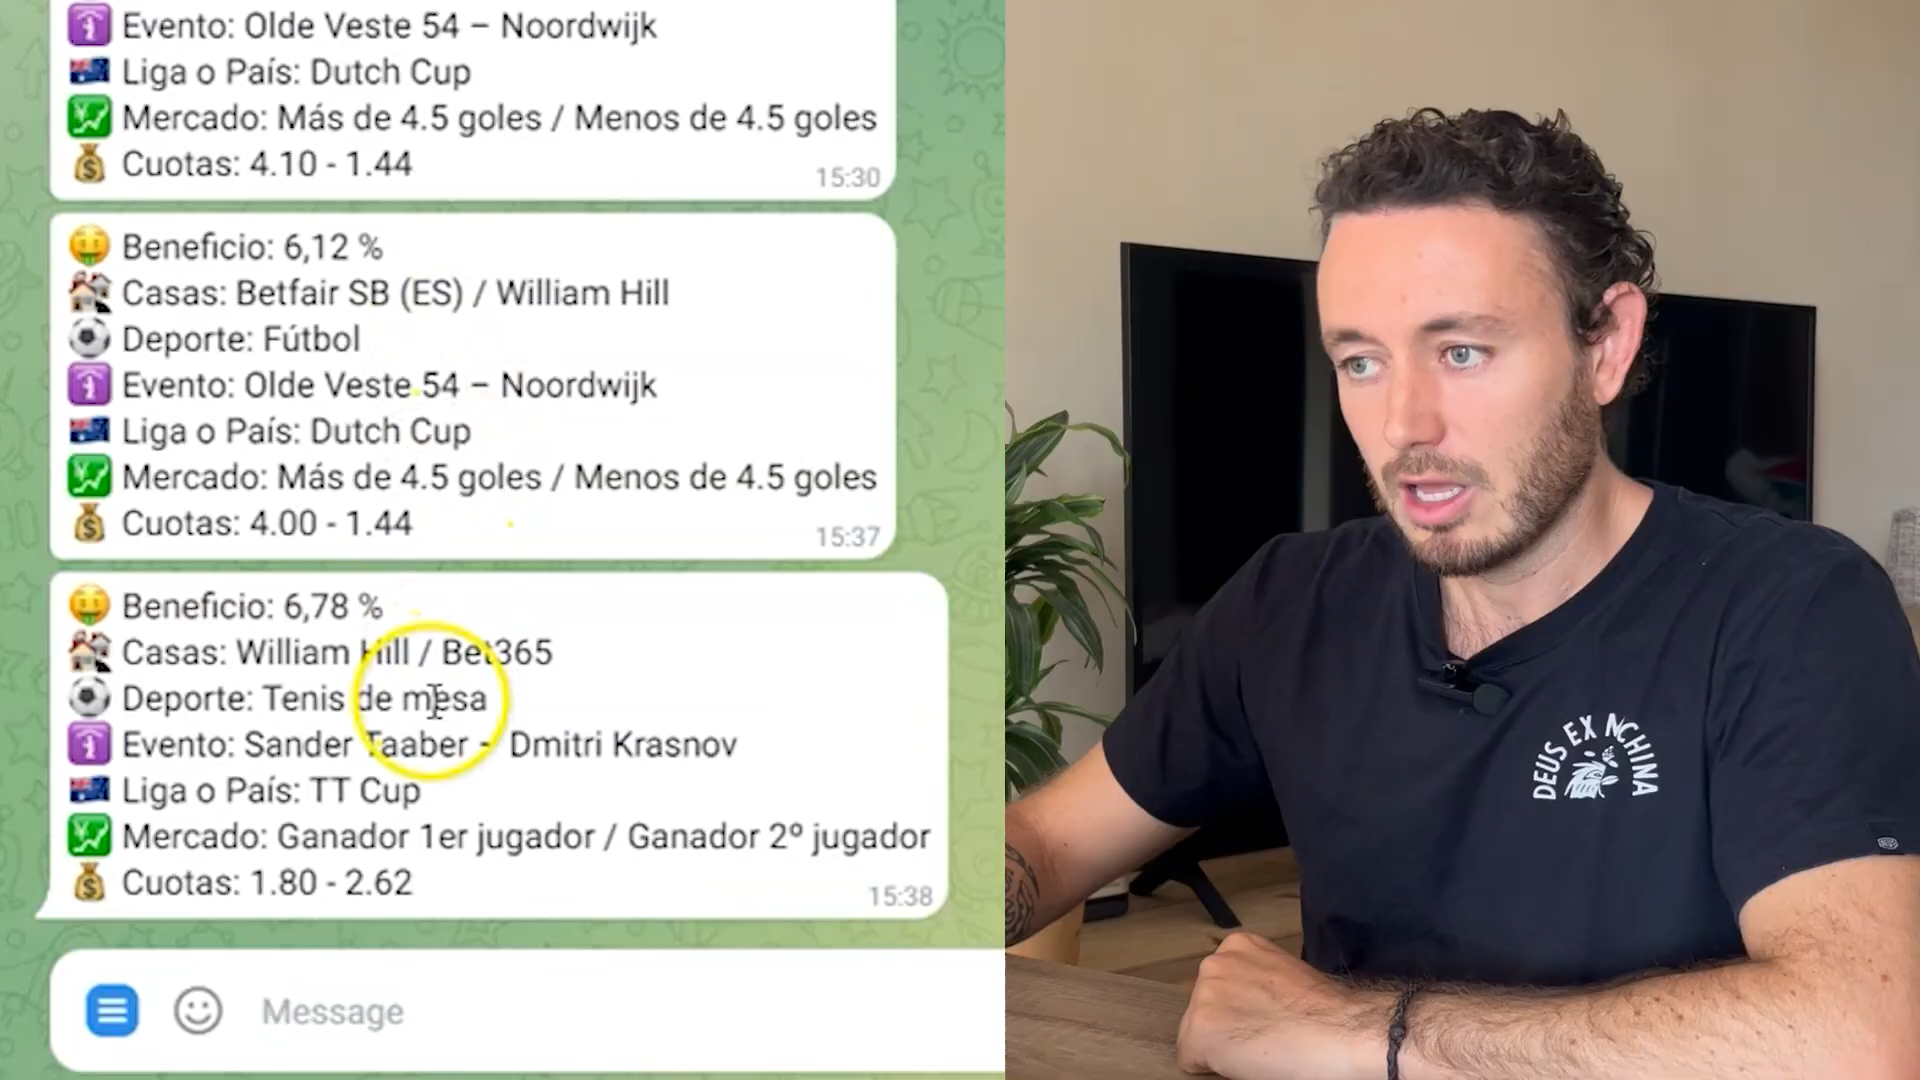 Evento: Olde Veste 54 – Noordwijk
Liga o País: Dutch Cup
Mercado: Más de 4.5 goles / Menos de 4.5 goles
Cuotas: 4.10 - 1.44
15:30
Beneficio: 6,12 %
Casas: Betfair SB (ES) / William Hill
Deporte: Fútbol
Evento: Olde Veste 54 – Noordwijk
Liga o País: Dutch Cup
Mercado: Más de 4.5 goles / Menos de 4.5 goles
Cuotas: 4.00 - 1.44
15:37
Beneficio: 6,78 %
Casas: William Hill / Bet365
Deporte: Tenis de mesa
Evento: Sander Taaber - Dmitri Krasnov
Liga o País: TT Cup
Mercado: Ganador 1er jugador / Ganador 2º jugador
Cuotas: 1.80 - 2.62
15:38
Message
DEUS EX